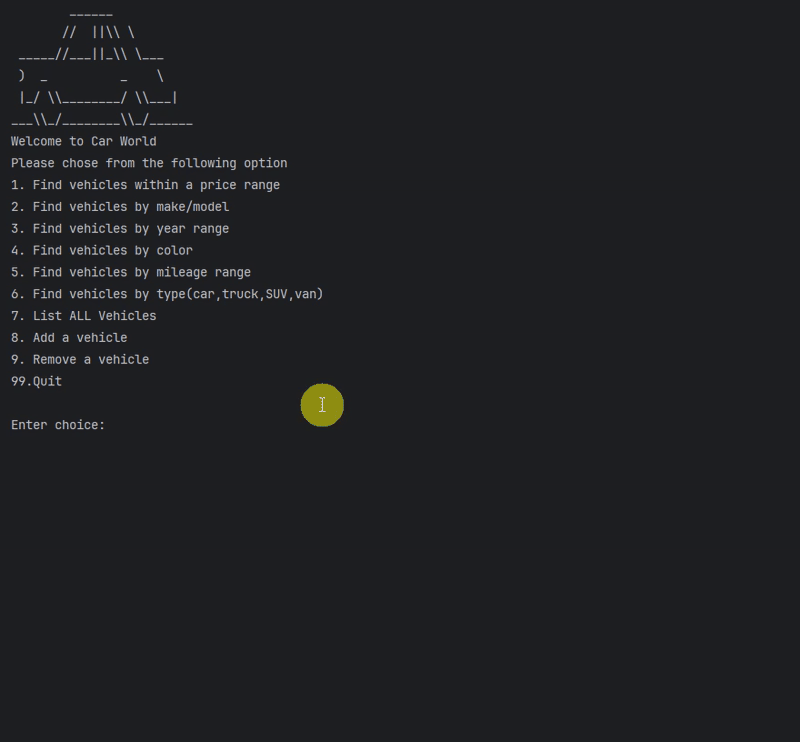 ______
       //  ||\\ \
 _____//___||_\\ \___
 )  _          _    \
 |_/ \\________/ \\___|
___\\_/________\\_/______
Welcome to Car World
Please chose from the following option
1. Find vehicles within a price range
2. Find vehicles by make/model
3. Find vehicles by year range
4. Find vehicles by color
5. Find vehicles by mileage range
6. Find vehicles by type(car,truck,SUV,van)
7. List ALL Vehicles
8. Add a vehicle
9. Remove a vehicle
99.Quit
Enter choice: